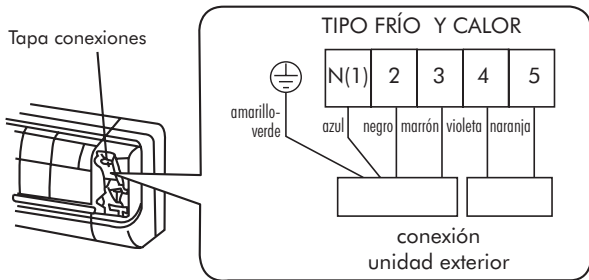 Tapa conexiones
TIPO FRÍO Y CALOR
N(1) 2 3 4 5
amarillo-
verde
azul negro marrón violeta naranja
conexión
unidad exterior